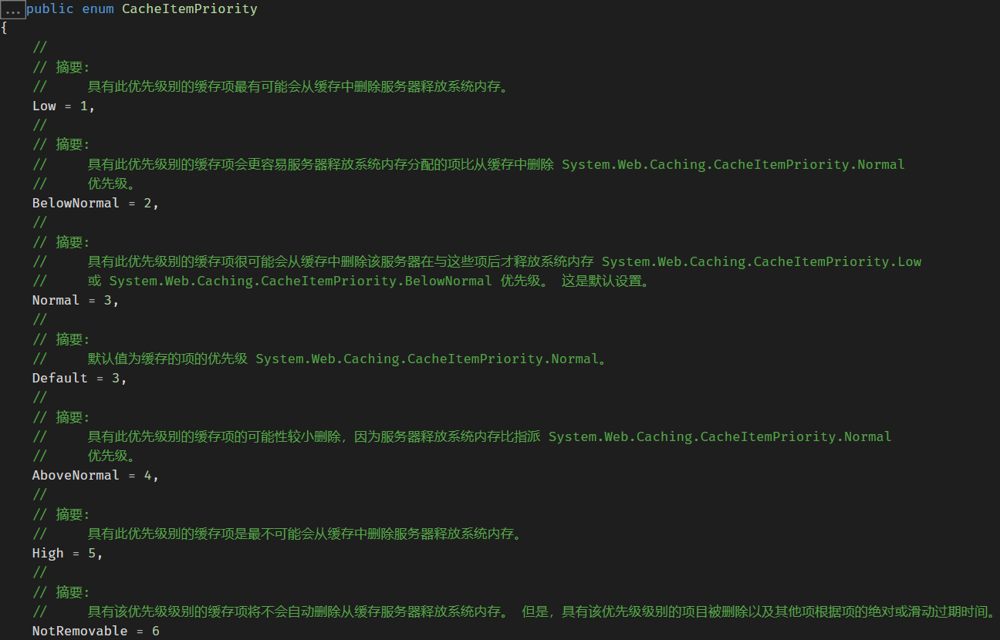 ...public enum CacheItemPriority
{
    //
    // 摘要:
    //     具有此优先级别的缓存项最有可能会从缓存中删除服务器释放系统内存。
    Low = 1,
    //
    // 摘要:
    //     具有此优先级别的缓存项会更容易服务器释放系统内存分配的项比从缓存中删除 System.Web.Caching.CacheItemPriority.Normal
    //     优先级。
    BelowNormal = 2,
    //
    // 摘要:
    //     具有此优先级别的缓存项很可能会从缓存中删除该服务器在与这些项后才释放系统内存 System.Web.Caching.CacheItemPriority.Low
    //     或 System.Web.Caching.CacheItemPriority.BelowNormal 优先级。 这是默认设置。
    Normal = 3,
    //
    // 摘要:
    //     默认值为缓存的项的优先级 System.Web.Caching.CacheItemPriority.Normal。
    Default = 3,
    //
    // 摘要:
    //     具有此优先级别的缓存项的可能性较小删除，因为服务器释放系统内存比指派 System.Web.Caching.CacheItemPriority.Normal
    //     优先级。
    AboveNormal = 4,
    //
    // 摘要:
    //     具有此优先级别的缓存项是最不可能会从缓存中删除服务器释放系统内存。
    High = 5,
    //
    // 摘要:
    //     具有该优先级级别的缓存项将不会自动删除从缓存服务器释放系统内存。 但是，具有该优先级级别的项目被删除以及其他项根据项的绝对或滑动过期时间。
    NotRemovable = 6